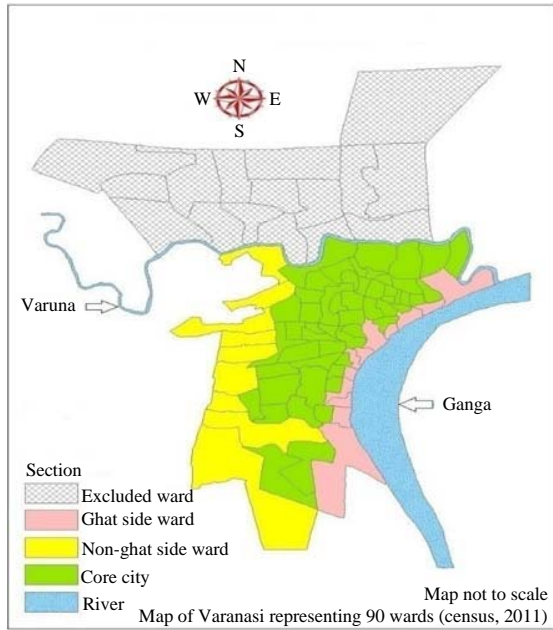 N
W E
S
Varuna
Ganga
Section
Excluded ward
Ghat side ward
Non-ghat side ward
Core city
River
Map not to scale
Map of Varanasi representing 90 wards (census, 2011)